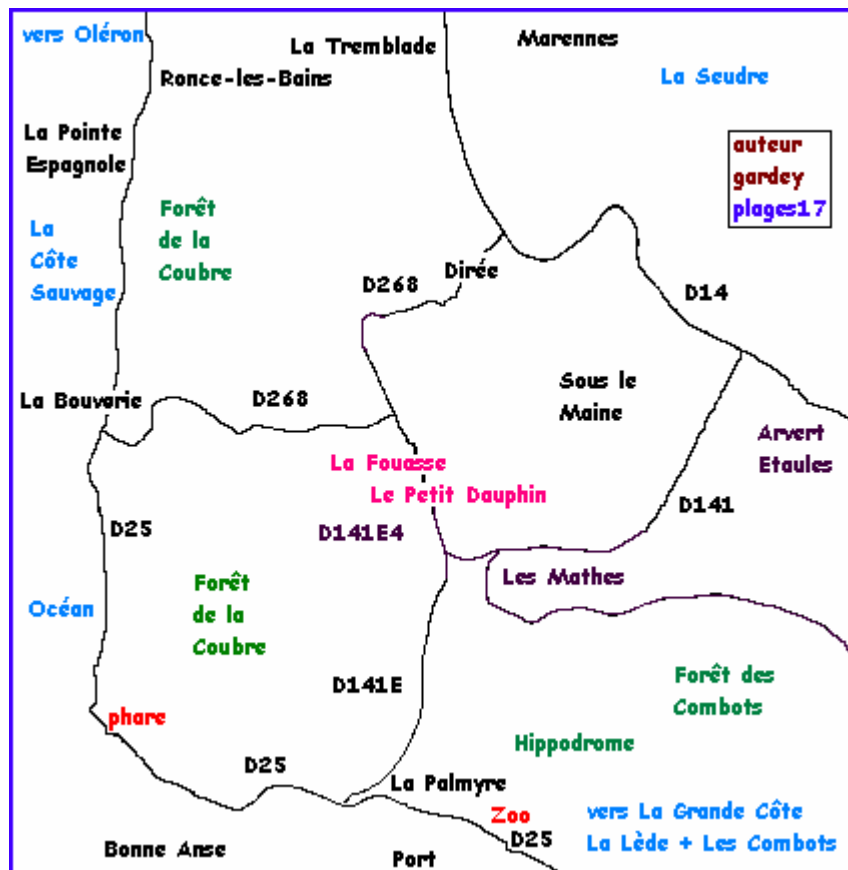 vers Oléron
La Tremblade
Marennes
Ronce-les-Bains
La Seudre
La Pointe
Espagnole
auteur
gardey
plages17
Forêt
de la
Coubre
La
Côte
Sauvage
Dirée
D268
D14
La Bouverie
D268
Sous le
Maine
Arvert
Etaules
La Fouasse
Le Petit Dauphin
D25
D141E4
D141
Les Mathes
Océan
Forêt
de la
Coubre
D141E
Forêt des
Combots
phare
Hippodrome
D25
La Palmyre
Zoo
vers La Grande Côte
La Lède + Les Combots
D25
Bonne Anse
Port